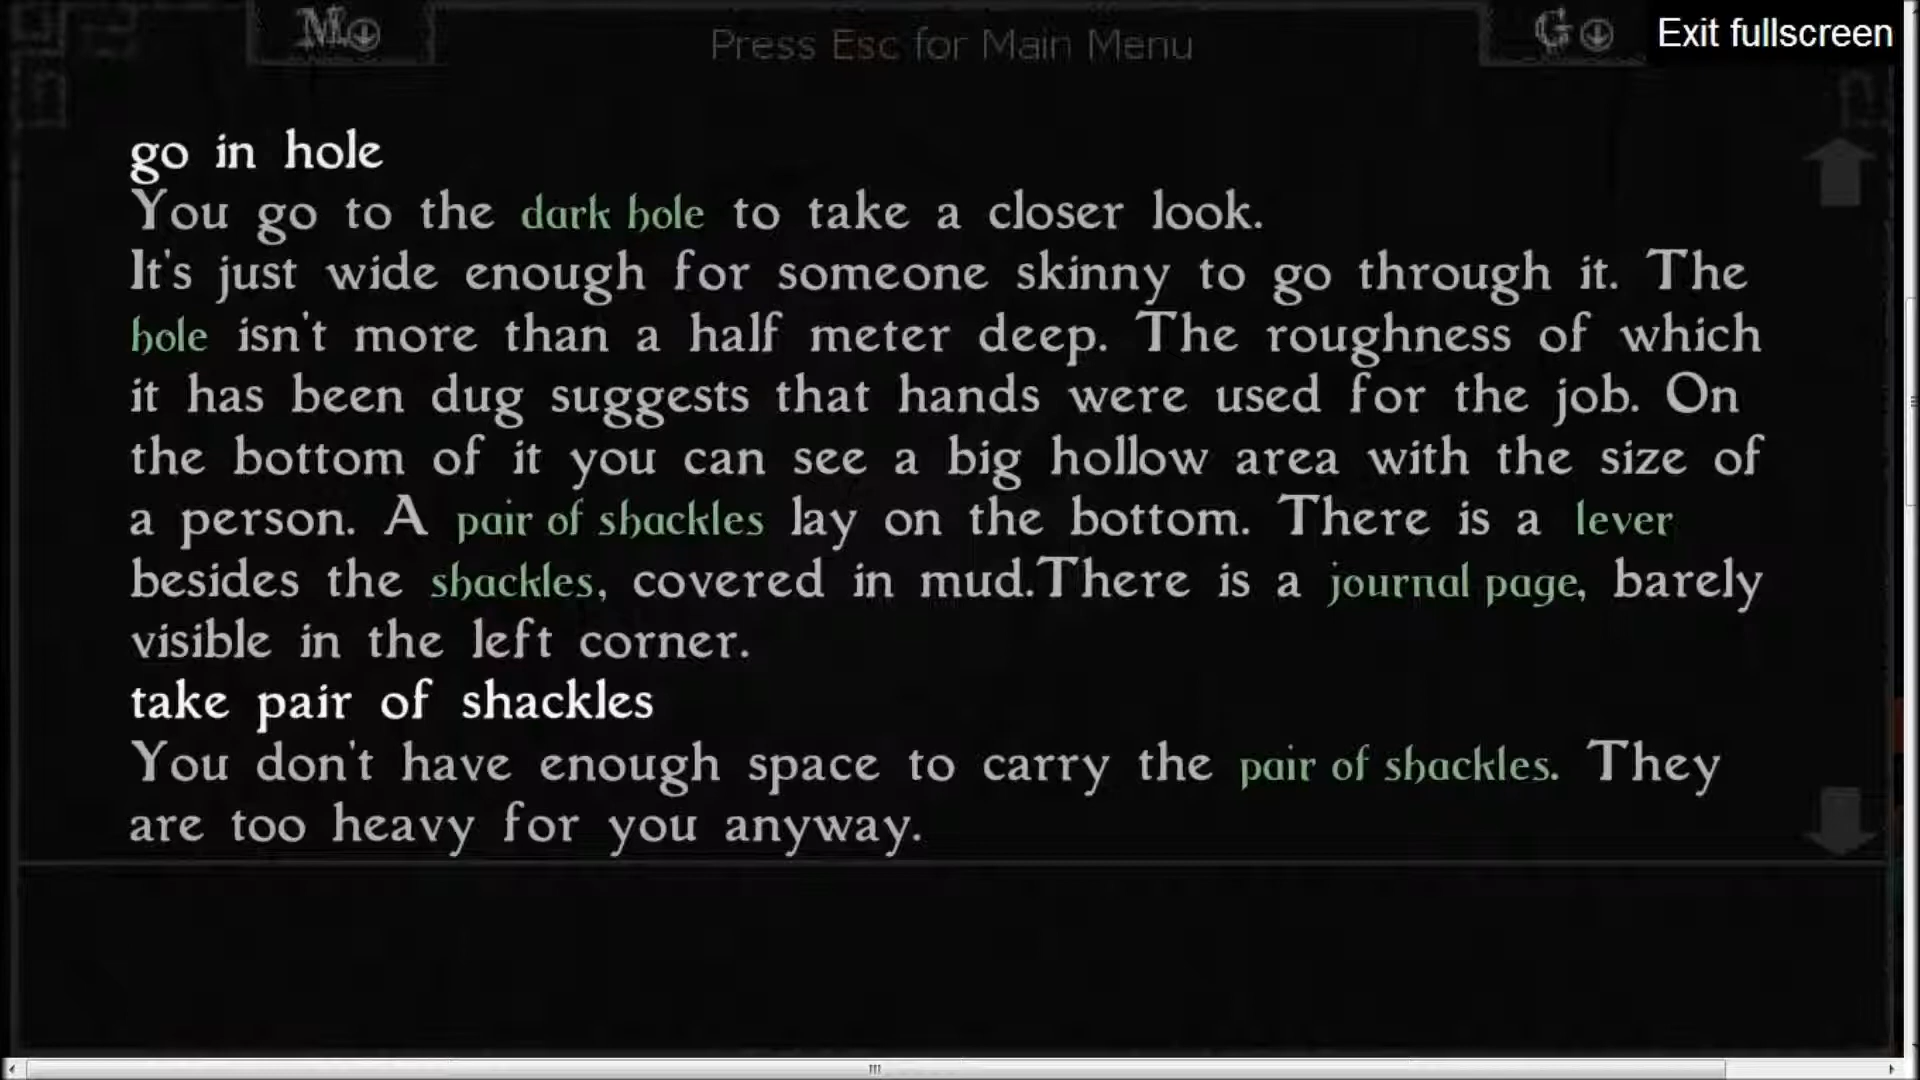 M
Press Esc for Main Menu
G
Exit fullscreen
go in hole
You go to the dark hole to take a closer look.
It's just wide enough for someone skinny to go through it. The
hole isn't more than a half meter deep. The roughness of which
it has been dug suggests that hands were used for the job. On
the bottom of it you can see a big hollow area with the size of
a person. A pair of shackles lay on the bottom. There is a lever
besides the shackles, covered in mud.There is a journal page, barely
visible in the left corner.
take pair of shackles
You don't have enough space to carry the pair of shackles. They
are too heavy for you anyway.